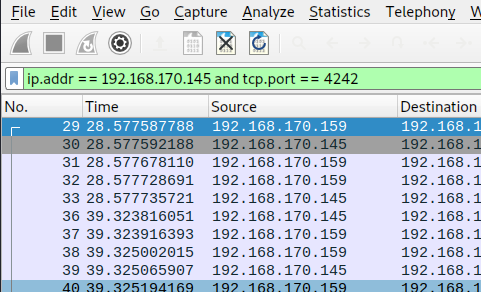 File Edit View Go Capture Analyze Statistics Telephony
ip.addr == 192.168.170.145 and tcp.port == 4242
No. Time Source Destination
29 28.577587788 192.168.170.159 192.168.1
30 28.577592188 192.168.170.145 192.168.1
31 28.577678110 192.168.170.159 192.168.1
32 28.577728691 192.168.170.159 192.168.1
33 28.577735721 192.168.170.145 192.168.1
36 39.323816051 192.168.170.145 192.168.1
37 39.323916393 192.168.170.159 192.168.1
38 39.325002015 192.168.170.159 192.168.1
39 39.325065907 192.168.170.145 192.168.1
40 39.325194169 192.168.170.159 192.168.1